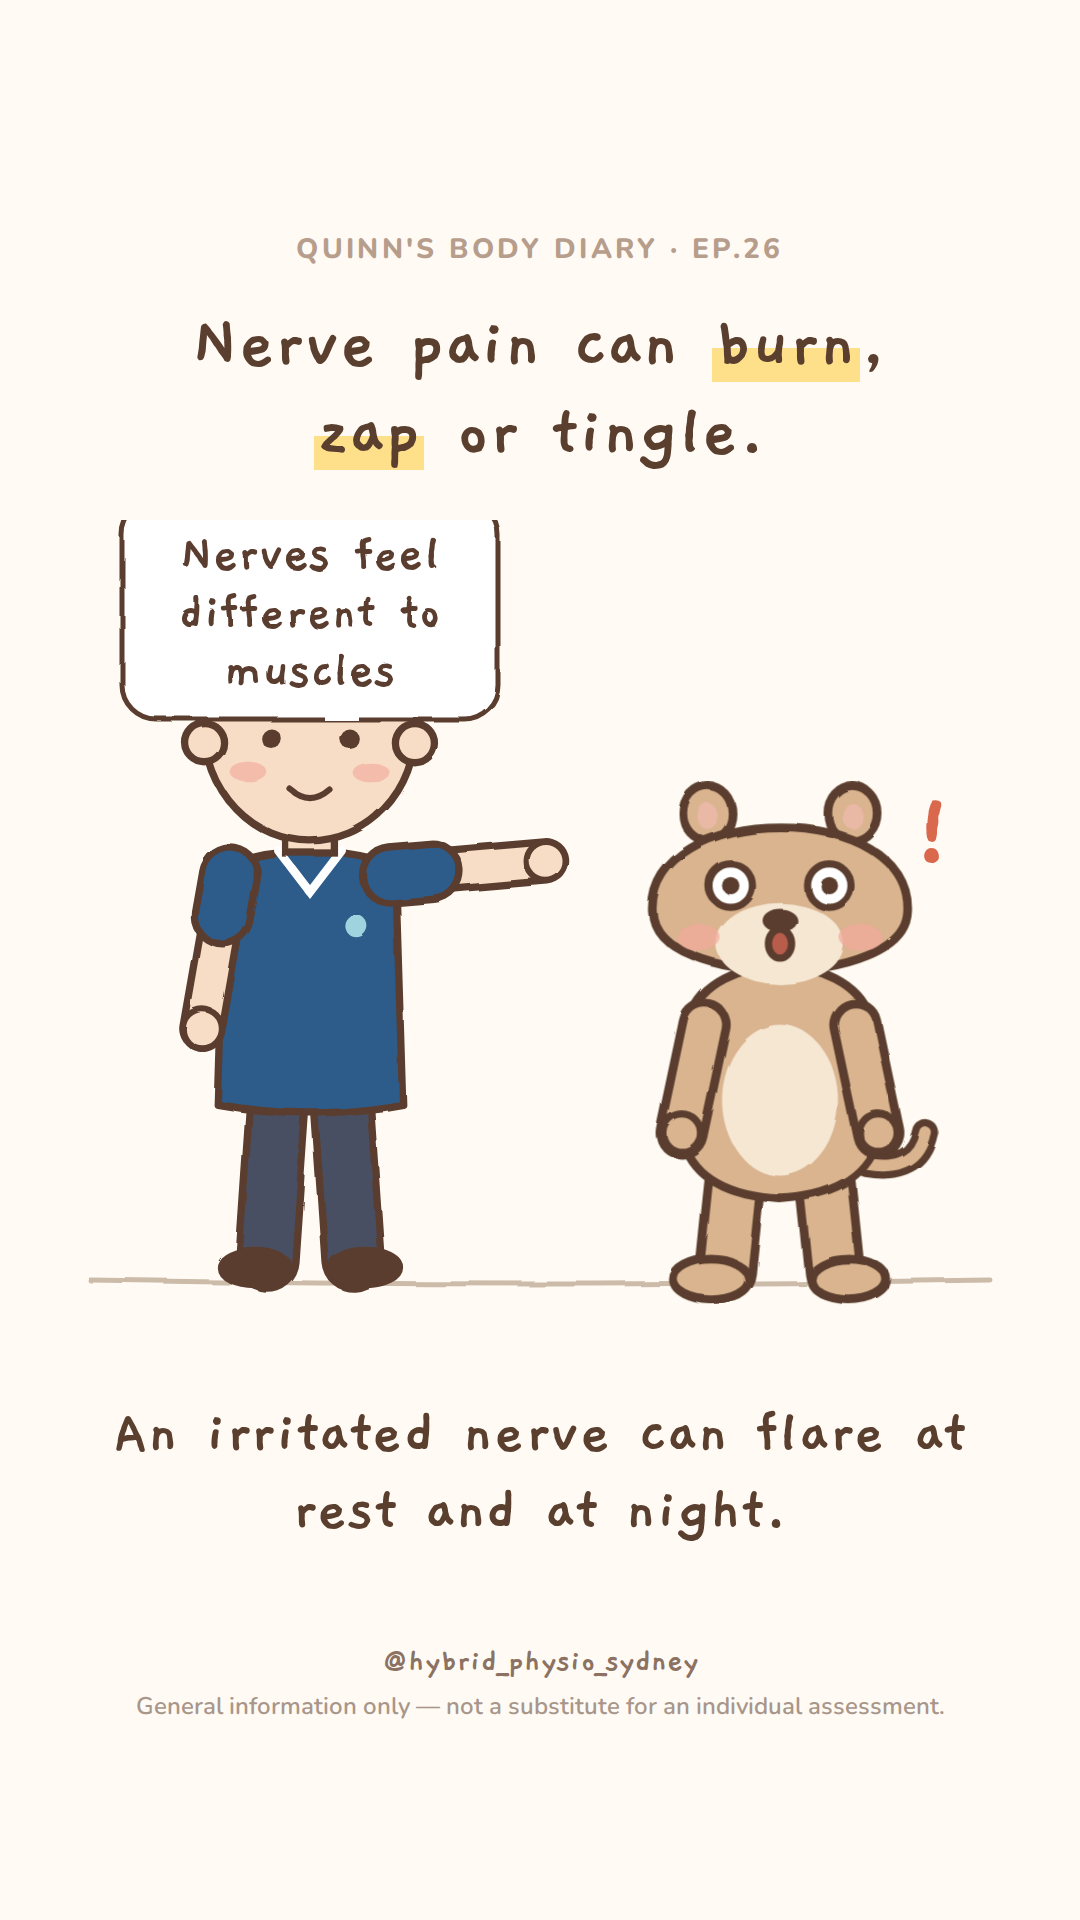 QUINN'S BODY DIARY · EP.26
Nerve pain can burn,
zap or tingle.
Nerves feel
different to
muscles
!
An irritated nerve can flare at
rest and at night.
@hybrid_physio_sydney
General information only — not a substitute for an individual assessment.